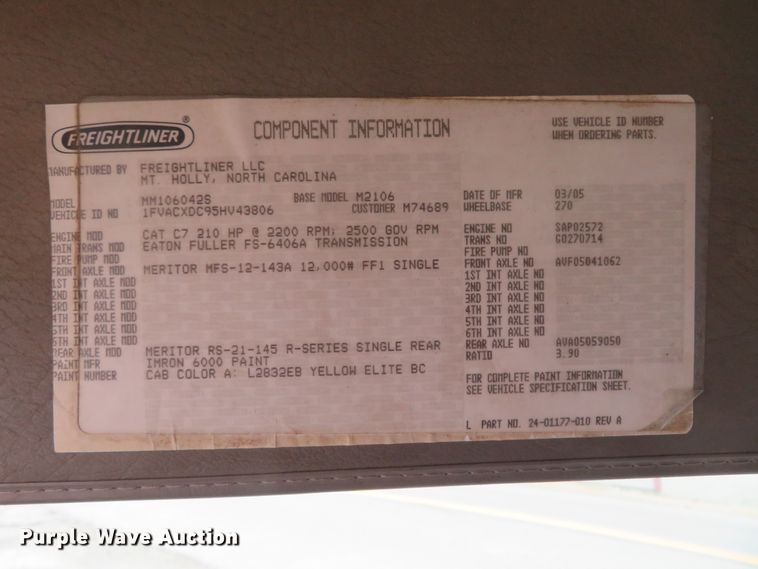 FREIGHTLINER ®
COMPONENT INFORMATION
USE VEHICLE ID NUMBER
WHEN ORDERING PARTS.
MANUFACTURED BY FREIGHTLINER LLC
MT. HOLLY, NORTH CAROLINA
MODEL MM106042S BASE MODEL M2106 DATE OF MFR 03/05
VEHICLE ID NO 1FVACXDC95HV43806 CUSTOMER M74689 WHEELBASE 270
ENGINE MOD CAT C7 210 HP @ 2200 RPM; 2500 GOV RPM ENGINE NO SAP02572
MAIN TRANS MOD EATON FULLER FS-6406A TRANSMISSION TRANS NO G0270714
FIRE PUMP MOD FIRE PUMP NO
FRONT AXLE MOD MERITOR MFS-12-143A 12,000# FF1 SINGLE FRONT AXLE NO AVF05041062
1ST INT AXLE MOD 1ST INT AXLE NO
2ND INT AXLE MOD 2ND INT AXLE NO
3RD INT AXLE MOD 3RD INT AXLE NO
4TH INT AXLE MOD 4TH INT AXLE NO
5TH INT AXLE MOD 5TH INT AXLE NO
6TH INT AXLE MOD 6TH INT AXLE NO
REAR AXLE MOD MERITOR RS-21-145 R-SERIES SINGLE REAR REAR AXLE NO AVA05059050
PAINT MFR IMRON 6000 PAINT RATIO 3.90
PAINT NUMBER CAB COLOR A: L2832EB YELLOW ELITE BC
FOR COMPLETE PAINT INFORMATION
SEE VEHICLE SPECIFICATION SHEET.
L PART NO. 24-01177-010 REV A
Purple Wave Auction